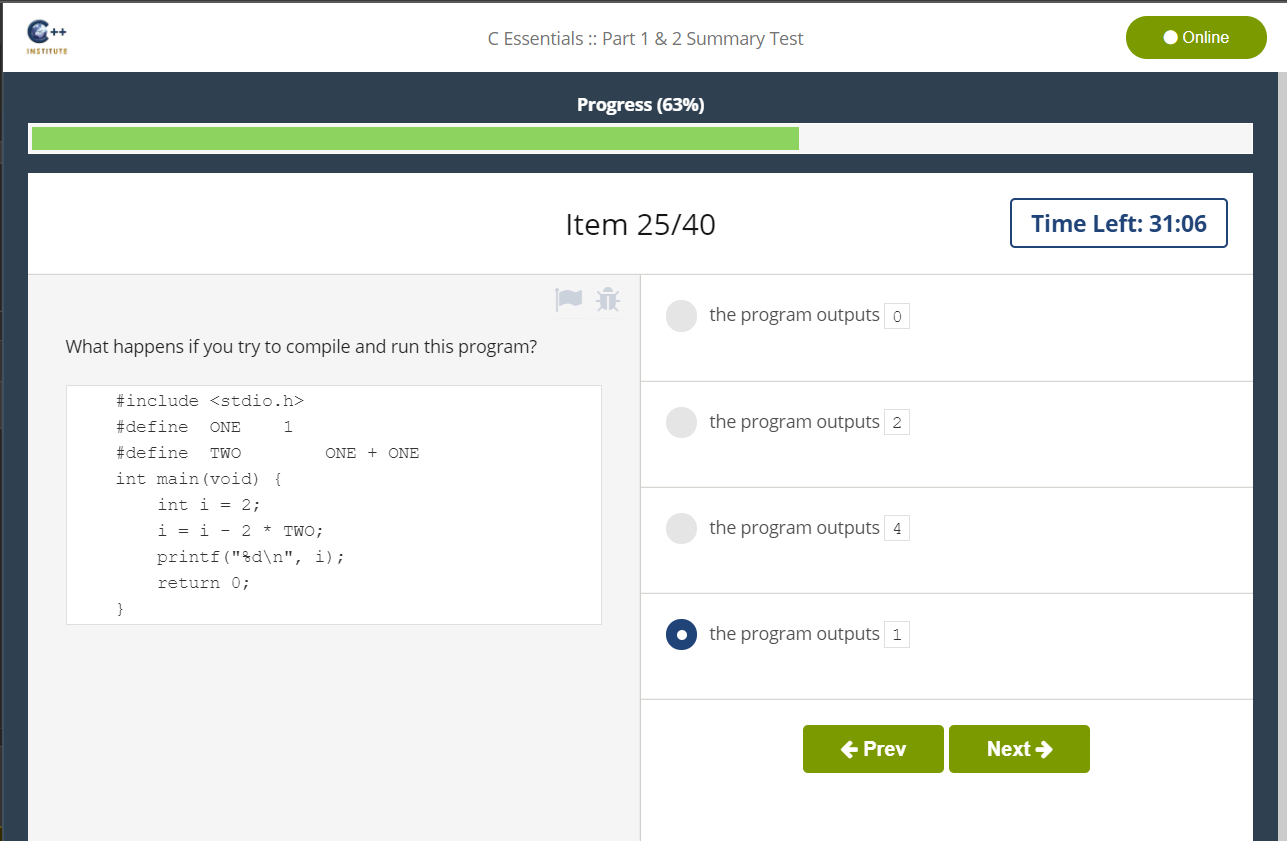 C++
INSTITUTE
C Essentials :: Part 1 & 2 Summary Test
Online
Progress (63%)
Item 25/40
Time Left: 31:06
What happens if you try to compile and run this program?
#include <stdio.h>
#define  ONE    1
#define  TWO        ONE + ONE
int main(void) {
    int i = 2;
    i = i - 2 * TWO;
    printf("%d\n", i);
    return 0;
}
the program outputs 0
the program outputs 2
the program outputs 4
the program outputs 1
Prev
Next